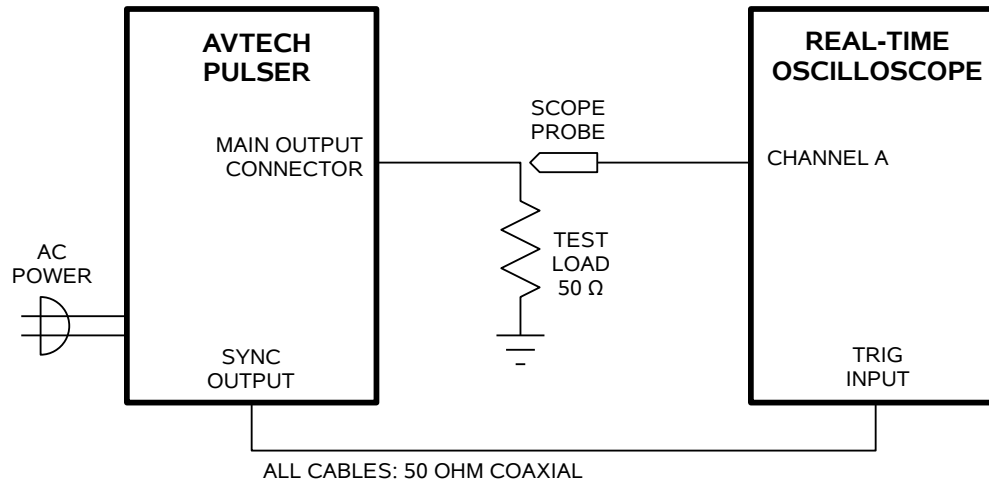 AVTECH
PULSER
REAL-TIME
OSCILLOSCOPE
SCOPE
PROBE
MAIN OUTPUT
CONNECTOR
CHANNEL A
TEST
LOAD
50 Ω
AC
POWER
SYNC
OUTPUT
TRIG
INPUT
ALL CABLES: 50 OHM COAXIAL